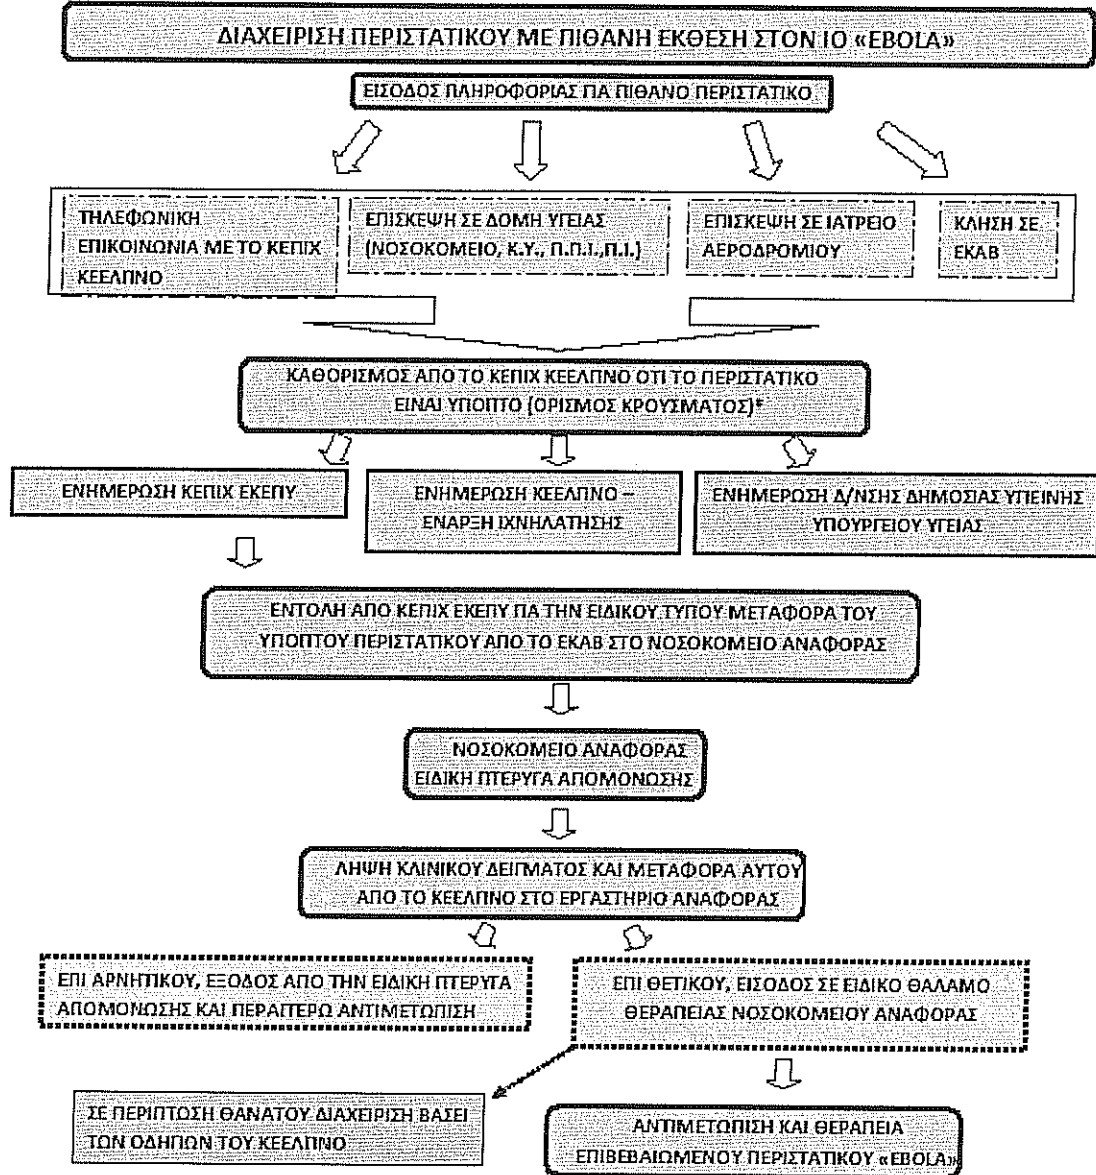 ΔΙΑΧΕΙΡΙΣΗ ΠΕΡΙΣΤΑΤΙΚΟΥ ΜΕ ΠΙΘΑΝΗ ΕΚΘΕΣΗ ΣΤΟΝ ΙΟ «EBOLA»
ΕΙΣΟΔΟΣ ΠΛΗΡΟΦΟΡΙΑΣ ΓΙΑ ΠΙΘΑΝΟ ΠΕΡΙΣΤΑΤΙΚΟ
ΤΗΛΕΦΩΝΙΚΗ
ΕΠΙΚΟΙΝΩΝΙΑ ΜΕ ΤΟ ΚΕΠΙΧ
ΚΕΕΛΠΝΟ
ΕΠΙΣΚΕΨΗ ΣΕ ΔΟΜΗ ΥΓΕΙΑΣ
(ΝΟΣΟΚΟΜΕΙΟ, Κ.Υ., Π.Π.Ι.,Π.Ι.)
ΕΠΙΣΚΕΨΗ ΣΕ ΙΑΤΡΕΙΟ
ΑΕΡΟΔΡΟΜΙΟΥ
ΚΛΗΣΗ ΣΕ
ΕΚΑΒ
ΚΑΘΟΡΙΣΜΟΣ ΑΠΟ ΤΟ ΚΕΠΙΧ ΚΕΕΛΠΝΟ ΟΤΙ ΤΟ ΠΕΡΙΣΤΑΤΙΚΟ
ΕΙΝΑΙ ΥΠΟΠΤΟ (ΟΡΙΣΜΟΣ ΚΡΟΥΣΜΑΤΟΣ)*
ΕΝΗΜΕΡΩΣΗ ΚΕΠΙΧ ΕΚΕΠΥ
ΕΝΗΜΕΡΩΣΗ ΚΕΕΛΠΝΟ –
ΕΝΑΡΞΗ ΙΧΝΗΛΑΤΗΣΗΣ
ΕΝΗΜΕΡΩΣΗ Δ/ΝΣΗΣ ΔΗΜΟΣΙΑΣ ΥΓΙΕΙΝΗΣ
ΥΠΟΥΡΓΕΙΟΥ ΥΓΕΙΑΣ
ΕΝΤΟΛΗ ΑΠΟ ΚΕΠΙΧ ΕΚΕΠΥ ΓΙΑ ΤΗΝ ΕΙΔΙΚΟΥ ΤΥΠΟΥ ΜΕΤΑΦΟΡΑ ΤΟΥ
ΥΠΟΠΤΟΥ ΠΕΡΙΣΤΑΤΙΚΟΥ ΑΠΟ ΤΟ ΕΚΑΒ ΣΤΟ ΝΟΣΟΚΟΜΕΙΟ ΑΝΑΦΟΡΑΣ
ΝΟΣΟΚΟΜΕΙΟ ΑΝΑΦΟΡΑΣ
ΕΙΔΙΚΗ ΠΤΕΡΥΓΑ ΑΠΟΜΟΝΩΣΗΣ
ΛΗΨΗ ΚΛΙΝΙΚΟΥ ΔΕΙΓΜΑΤΟΣ ΚΑΙ ΜΕΤΑΦΟΡΑ ΑΥΤΟΥ
ΑΠΟ ΤΟ ΚΕΕΛΠΝΟ ΣΤΟ ΕΡΓΑΣΤΗΡΙΟ ΑΝΑΦΟΡΑΣ
ΕΠΙ ΑΡΝΗΤΙΚΟΥ, ΕΞΟΔΟΣ ΑΠΟ ΤΗΝ ΕΙΔΙΚΗ ΠΤΕΡΥΓΑ
ΑΠΟΜΟΝΩΣΗΣ ΚΑΙ ΠΕΡΑΙΤΕΡΩ ΑΝΤΙΜΕΤΩΠΙΣΗ
ΕΠΙ ΘΕΤΙΚΟΥ, ΕΙΣΟΔΟΣ ΣΕ ΕΙΔΙΚΟ ΘΑΛΑΜΟ
ΘΕΡΑΠΕΙΑΣ ΝΟΣΟΚΟΜΕΙΟΥ ΑΝΑΦΟΡΑΣ
ΣΕ ΠΕΡΙΠΤΩΣΗ ΘΑΝΑΤΟΥ ΔΙΑΧΕΙΡΙΣΗ ΒΑΣΕΙ
ΤΩΝ ΟΔΗΓΙΩΝ ΤΟΥ ΚΕΕΛΠΝΟ
ΑΝΤΙΜΕΤΩΠΙΣΗ ΚΑΙ ΘΕΡΑΠΕΙΑ
ΕΠΙΒΕΒΑΙΩΜΕΝΟΥ ΠΕΡΙΣΤΑΤΙΚΟΥ «EBOLA»